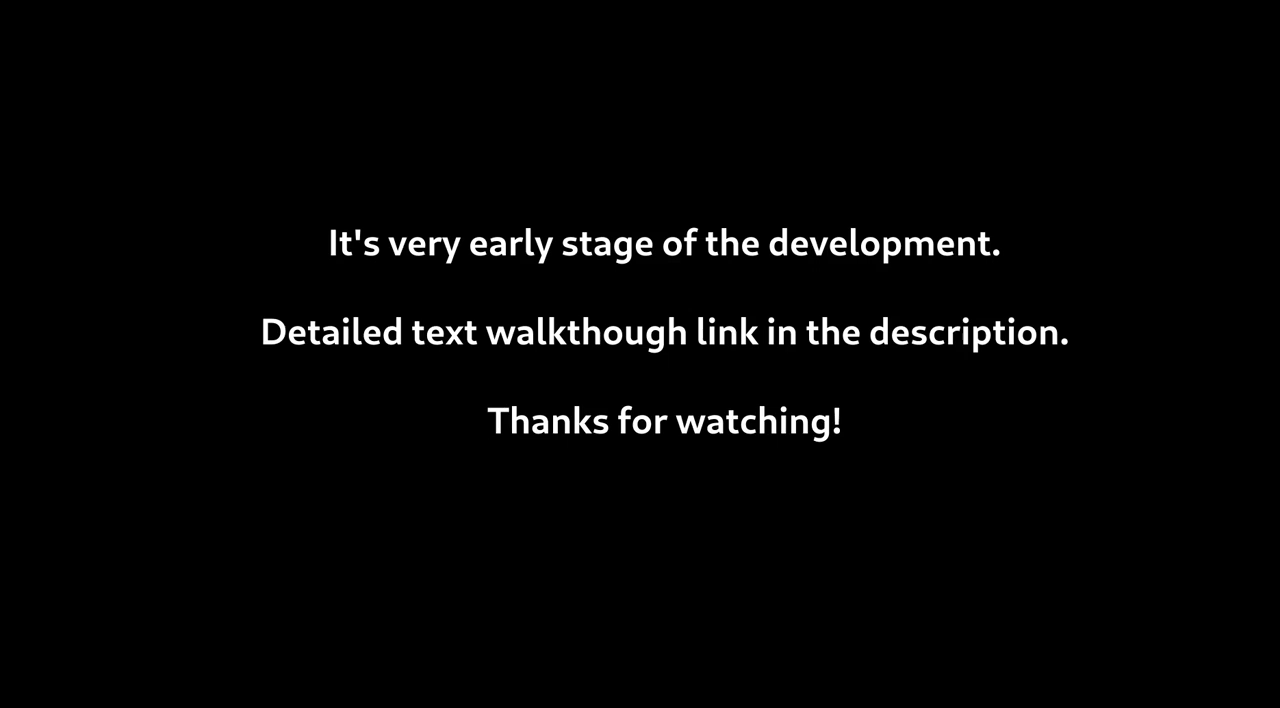 It's very early stage of the development.
Detailed text walkthough link in the description.
Thanks for watching!